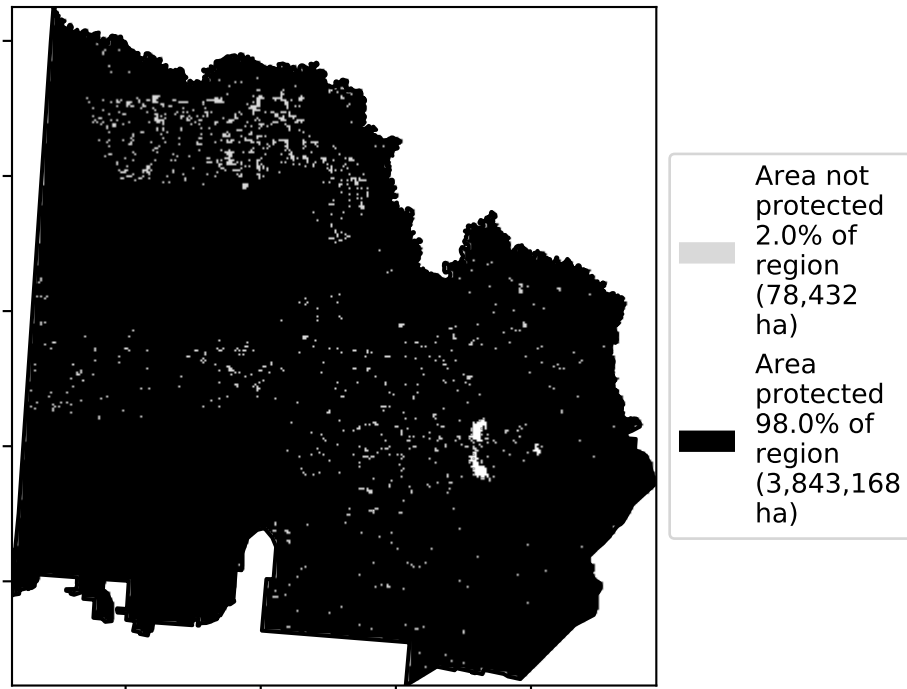 Area not
protected
2.0% of
region
(78,432
ha)
Area
protected
98.0% of
region
(3,843,168
ha)